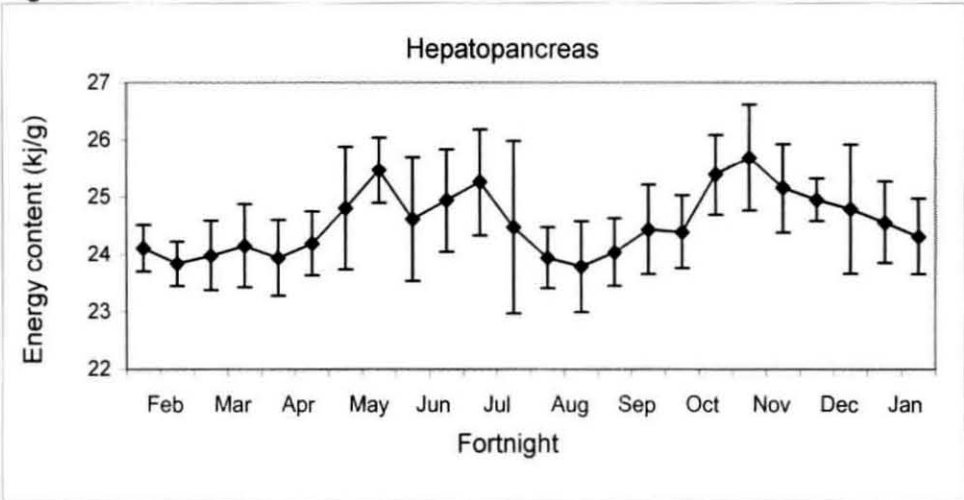 Hepatopancreas
Energy content (kj/g)
27
26
25
24
23
22
Feb Mar Apr May Jun Jul Aug Sep Oct Nov Dec Jan
Fortnight